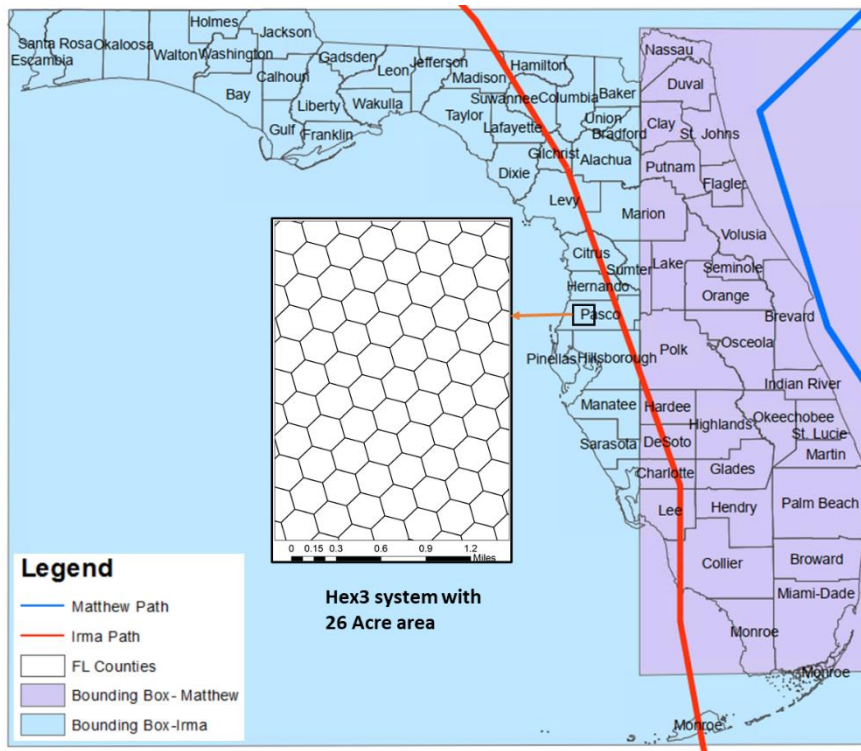 Holmes
Jackson
Santa Rosa
Okaloosa
Washington
Gadsden
Jefferson
Hamilton
Nassau
Escambia
Walton
Calhoun
Leon
Madison
Duval
Bay
Liberty
Wakulla
Suwannee
Columbia
Baker
Gulf
Franklin
Taylor
Lafayette
Union
Clay
St. Johns
Bradford
Gilchrist
Alachua
Putnam
Dixie
Flagler
Levy
Marion
Volusia
Citrus
Sumter
Lake
Seminole
Hernando
Orange
Pasco
Brevard
Osceola
Polk
Pinellas
Hillsborough
Indian River
Manatee
Hardee
Highlands
Okeechobee
St. Lucie
Sarasota
DeSoto
Martin
Charlotte
Glades
Lee
Hendry
Palm Beach
Collier
Broward
Miami-Dade
Monroe
Monroe
Monroe
0 0.15 0.3 0.6 0.9 1.2
Miles
Hex3 system with
26 Acre area
Legend
Matthew Path
Irma Path
FL Counties
Bounding Box- Matthew
Bounding Box-Irma